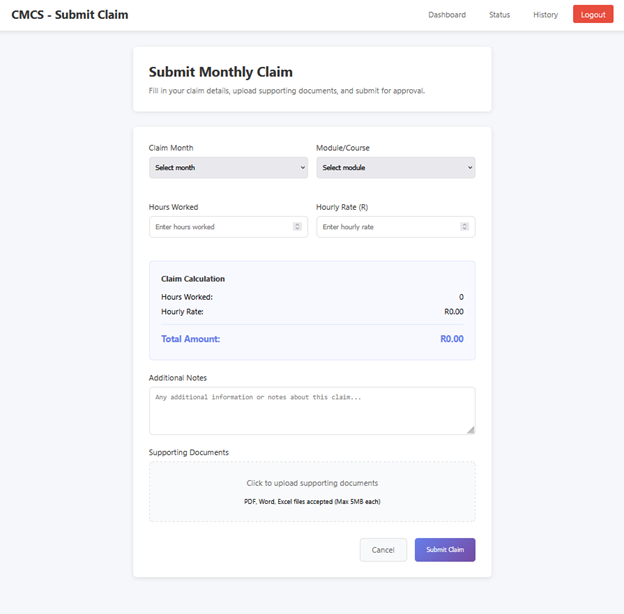 CMCS - Submit Claim Dashboard Status History Logout
Submit Monthly Claim
Fill in your claim details, upload supporting documents, and submit for approval.
Claim Month Module/Course
Select month Select module
Hours Worked Hourly Rate (R)
Enter hours worked Enter hourly rate
Claim Calculation
Hours Worked: 0
Hourly Rate: R0.00
Total Amount: R0.00
Additional Notes
Any additional information or notes about this claim...
Supporting Documents
Click to upload supporting documents
PDF, Word, Excel files accepted (Max 5MB each)
Cancel Submit Claim